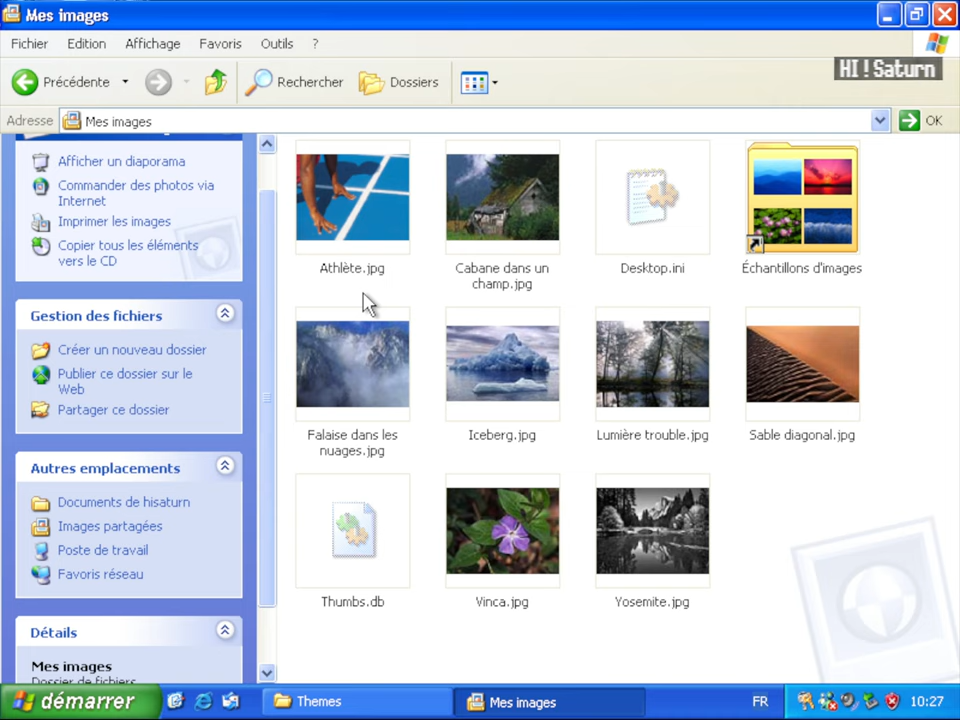 Mes images
Fichier Edition Affichage Favoris Outils ?
HI ! Saturn
Précédente Rechercher Dossiers
Adresse Mes images OK
Afficher un diaporama
Commander des photos via
Internet
Imprimer les images
Copier tous les éléments
vers le CD
Gestion des fichiers
Créer un nouveau dossier
Publier ce dossier sur le
Web
Partager ce dossier
Autres emplacements
Documents de hisaturn
Images partagées
Poste de travail
Favoris réseau
Détails
Mes images
Dossier de fichiers
Athlète.jpg
Cabane dans un
champ.jpg
Desktop.ini
Échantillons d'images
Falaise dans les
nuages.jpg
Iceberg.jpg
Lumière trouble.jpg
Sable diagonal.jpg
Thumbs.db
Vinca.jpg
Yosemite.jpg
démarrer Themes Mes images FR 10:27